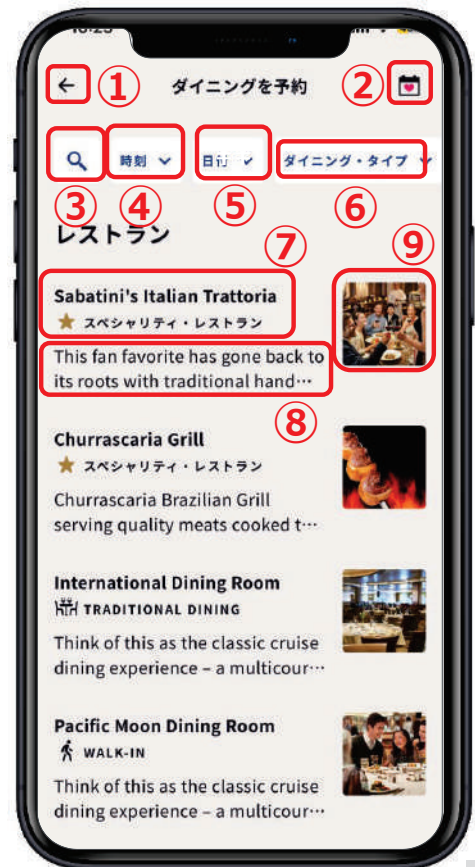 ① ダイニングを予約 ②
時刻 ダイニング・タイプ
③ ④ ⑤ ⑥
レストラン ⑦ ⑨
Sabatini's Italian Trattoria
スペシャリティ・レストラン
This fan favorite has gone back to
its roots with traditional hand…
⑧
Churrascaria Grill
スペシャリティ・レストラン
Churrascaria Brazilian Grill
serving quality meats cooked t…
International Dining Room
TRADITIONAL DINING
Think of this as the classic cruise
dining experience – a multicour…
Pacific Moon Dining Room
WALK-IN
Think of this as the classic cruise
dining experience – a multicour…